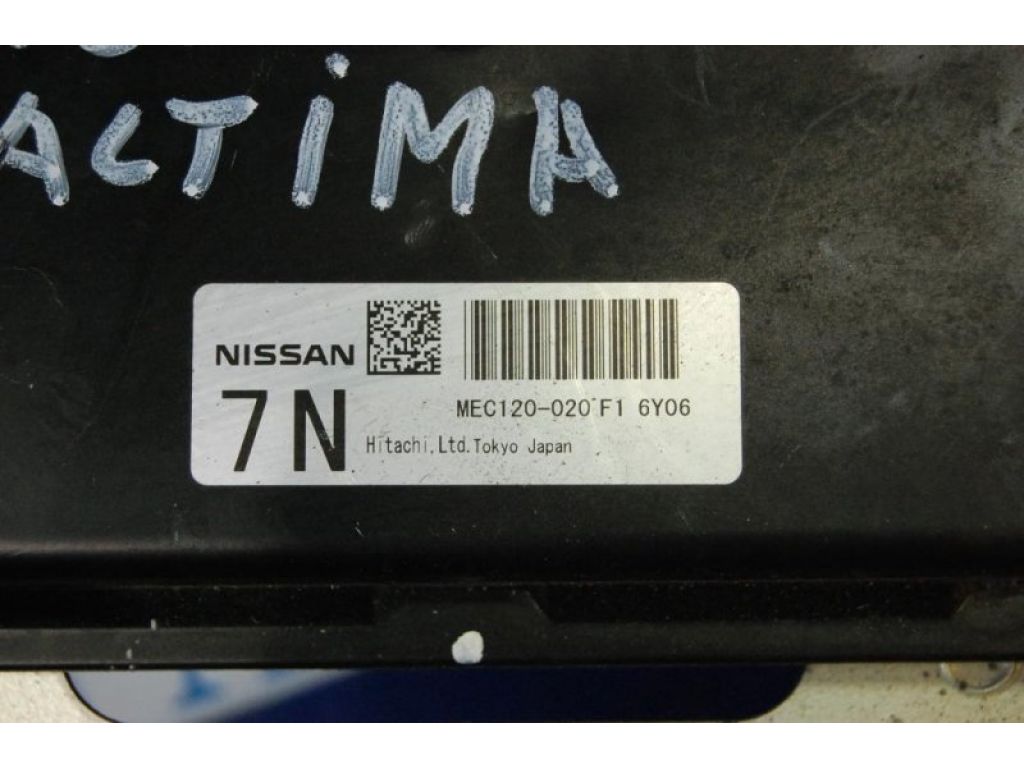 ALTIMA
NISSAN
7N
MEC120-020 F1 6Y06
Hitachi,Ltd.Tokyo Japan